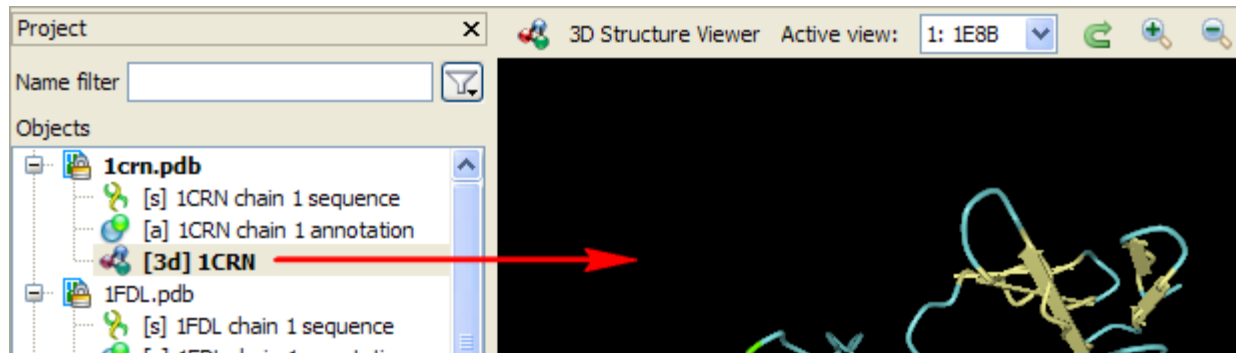 Project
3D Structure Viewer Active view: 1: 1E8B
Name filter
Objects
1crn.pdb
[s] 1CRN chain 1 sequence
[a] 1CRN chain 1 annotation
[3d] 1CRN
1FDL.pdb
[s] 1FDL chain 1 sequence